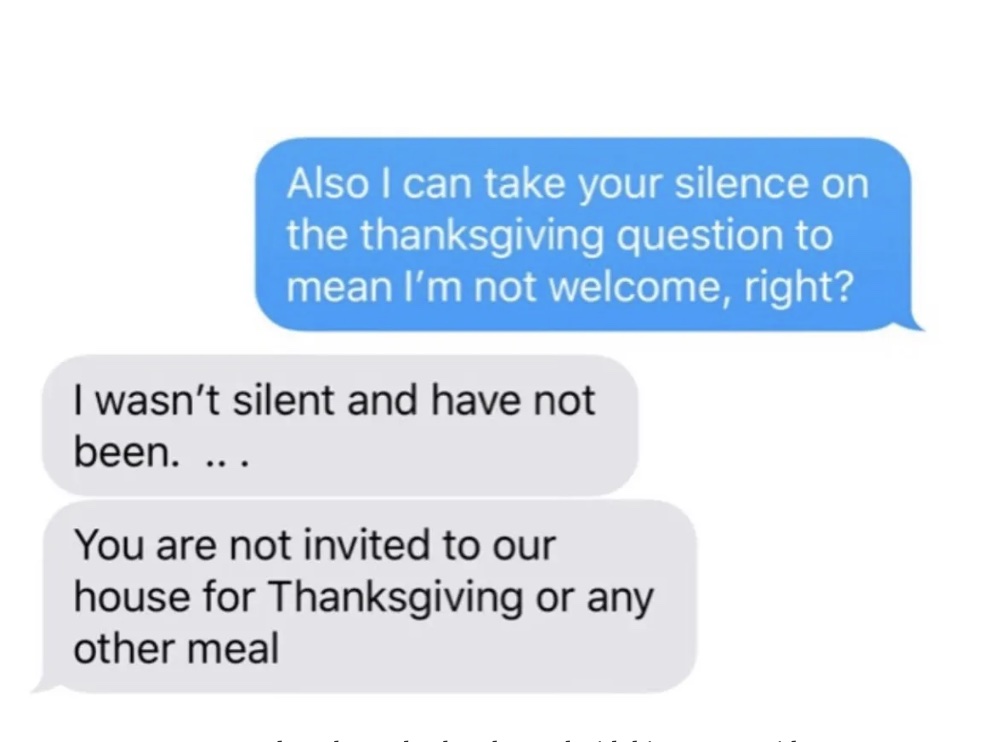 Also I can take your silence on
the thanksgiving question to
mean I’m not welcome, right?
I wasn’t silent and have not
been.  .. .
You are not invited to our
house for Thanksgiving or any
other meal